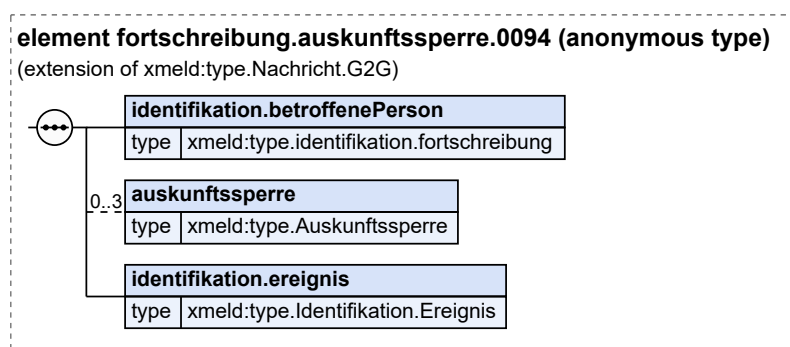 element fortschreibung.auskunftssperre.0094 (anonymous type)
(extension of xmeld:type.Nachricht.G2G)
identifikation.betroffenePerson
type xmeld:type.identifikation.fortschreibung
0..3
auskunftssperre
type xmeld:type.Auskunftssperre
identifikation.ereignis
type xmeld:type.Identifikation.Ereignis